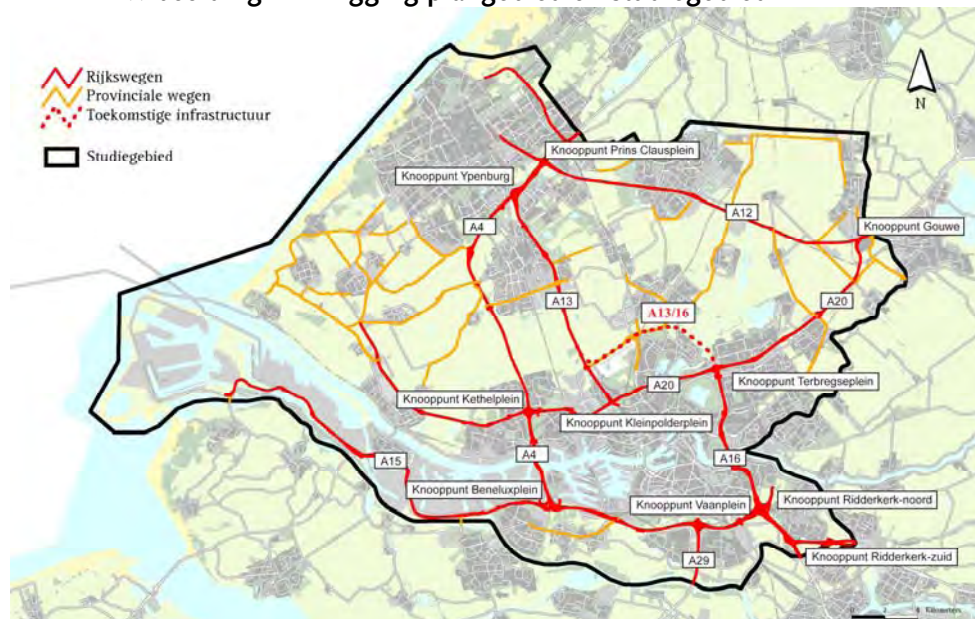 Rijkswegen
Provinciale wegen
Toekomstige infrastructuur
Studiegebied
N
Knooppunt Prins Clausplein
Knooppunt Ypenburg
A12
A4
Knooppunt Gouwe
A13
A20
A13/16
A20
Knooppunt Terbregseplein
Knooppunt Kethelplein
Knooppunt Kleinpolderplein
A4
A16
A15
Knooppunt Beneluxplein
Knooppunt Vaanplein
Knooppunt Ridderkerk-noord
Knooppunt Ridderkerk-zuid
A29
Kilometers